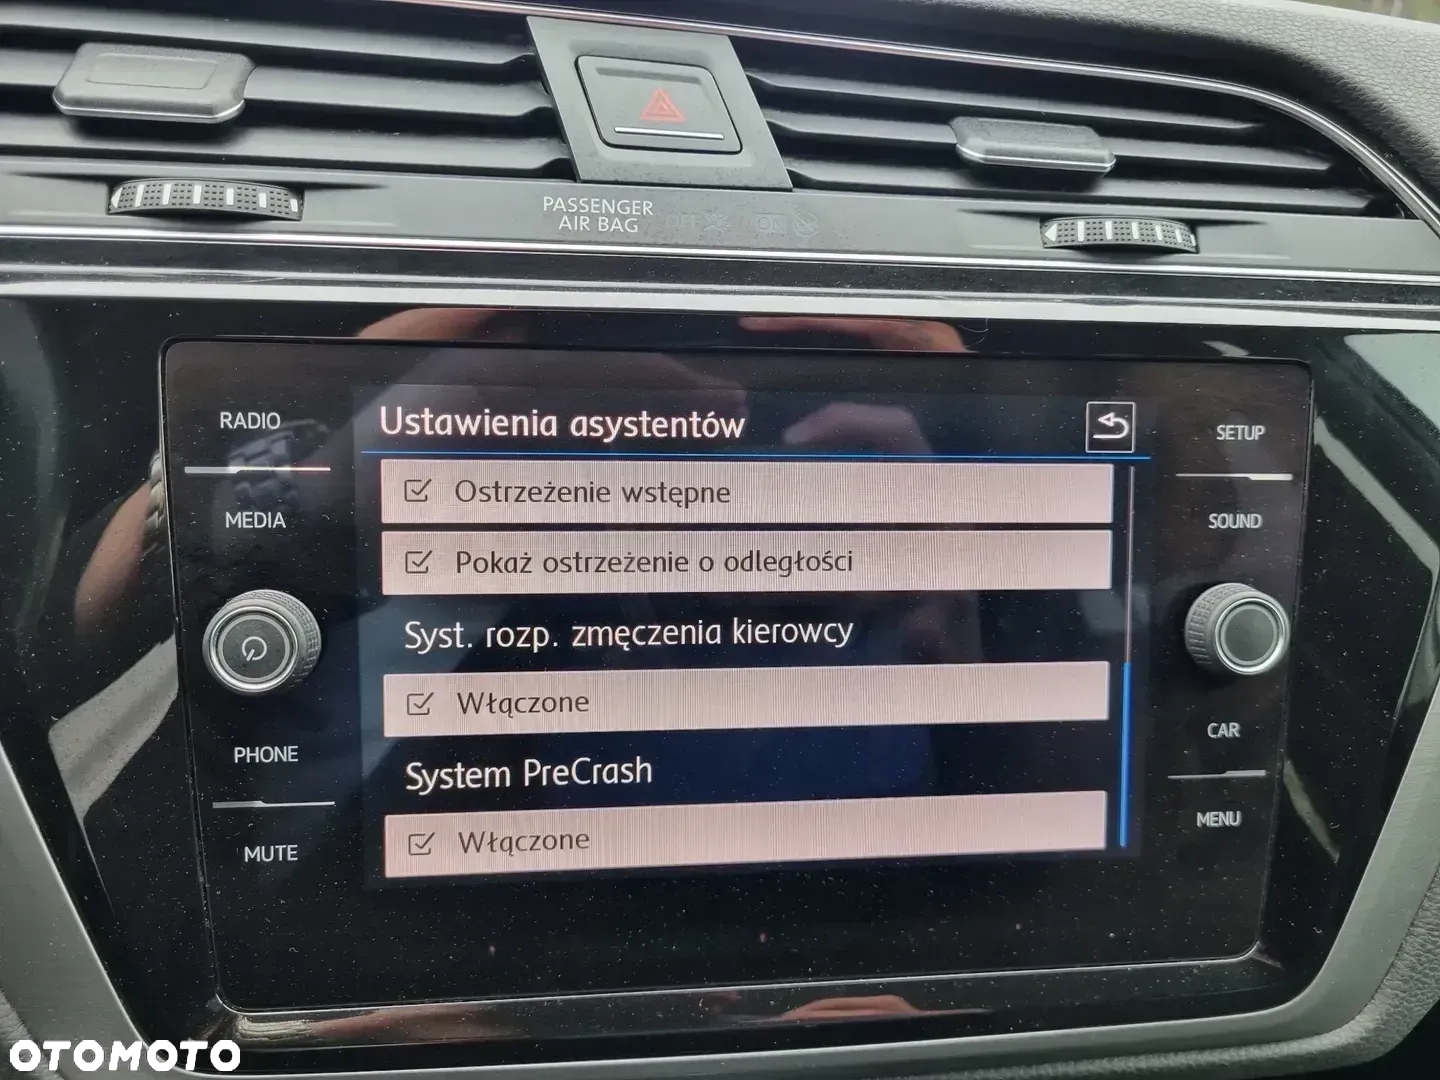 PASSENGER
AIR BAG
OFF
ON
RADIO
MEDIA
PHONE
MUTE
Ustawienia asystentów
Ostrzeżenie wstępne
Pokaż ostrzeżenie o odległości
Syst. rozp. zmęczenia kierowcy
Włączone
System PreCrash
Włączone
SETUP
SOUND
CAR
MENU
OTOMOTO